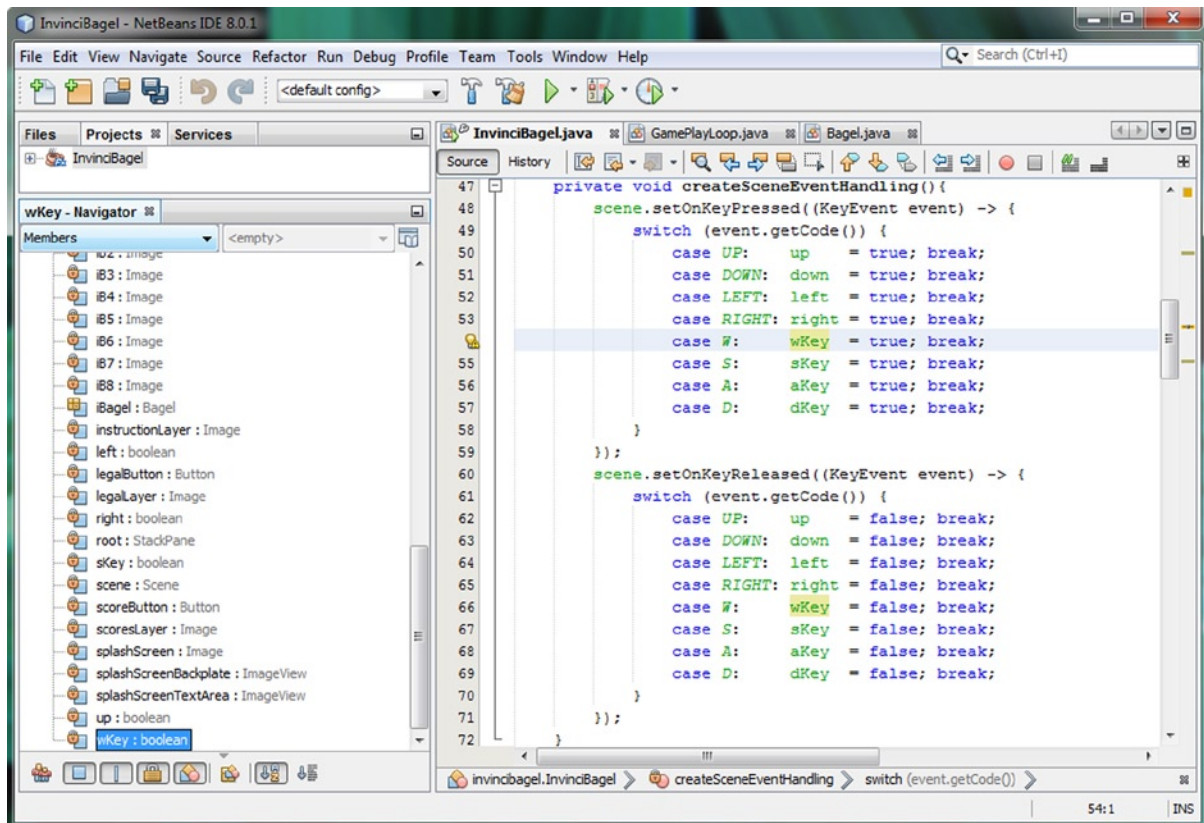 InvinciBagel - NetBeans IDE 8.0.1
File Edit View Navigate Source Refactor Run Debug Profile Team Tools Window Help
Search (Ctrl+I)
<default config>
Files Projects Services
InvinciBagel
wKey - Navigator
Members <empty>
iB2 : Image
iB3 : Image
iB4 : Image
iB5 : Image
iB6 : Image
iB7 : Image
iB8 : Image
iBagel : Bagel
instructionLayer : Image
left : boolean
legalButton : Button
legalLayer : Image
right : boolean
root : StackPane
sKey : boolean
scene : Scene
scoreButton : Button
scoresLayer : Image
splashScreen : Image
splashScreenBackplate : ImageView
splashScreenTextArea : ImageView
up : boolean
wKey : boolean
InvinciBagel.java GamePlayLoop.java Bagel.java
Source History
47 private void createSceneEventHandling(){
48 scene.setOnKeyPressed((KeyEvent event) -> {
49 switch (event.getCode()) {
50 case UP: up = true; break;
51 case DOWN: down = true; break;
52 case LEFT: left = true; break;
53 case RIGHT: right = true; break;
case W: wKey = true; break;
55 case S: sKey = true; break;
56 case A: aKey = true; break;
57 case D: dKey = true; break;
58 }
59 });
60 scene.setOnKeyReleased((KeyEvent event) -> {
61 switch (event.getCode()) {
62 case UP: up = false; break;
63 case DOWN: down = false; break;
64 case LEFT: left = false; break;
65 case RIGHT: right = false; break;
66 case W: wKey = false; break;
67 case S: sKey = false; break;
68 case A: aKey = false; break;
69 case D: dKey = false; break;
70 }
71 });
72 }
invincibagel.InvinciBagel createSceneEventHandling switch (event.getCode())
54:1 INS